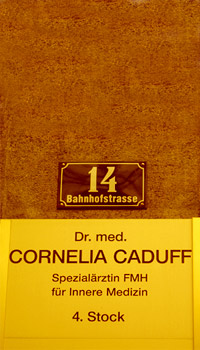 14
Bahnhofstrasse
Dr. med.
CORNELIA CADUFF
Spezialärztin FMH
für Innere Medizin
4. Stock